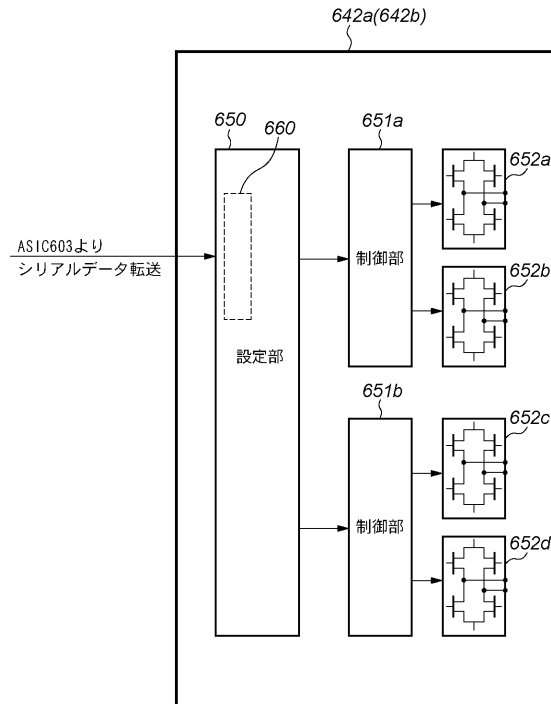 642a(642b)
650
660
651a
652a
ASIC603より
シリアルデータ転送
制御部
652b
設定部
651b
652c
制御部
652d